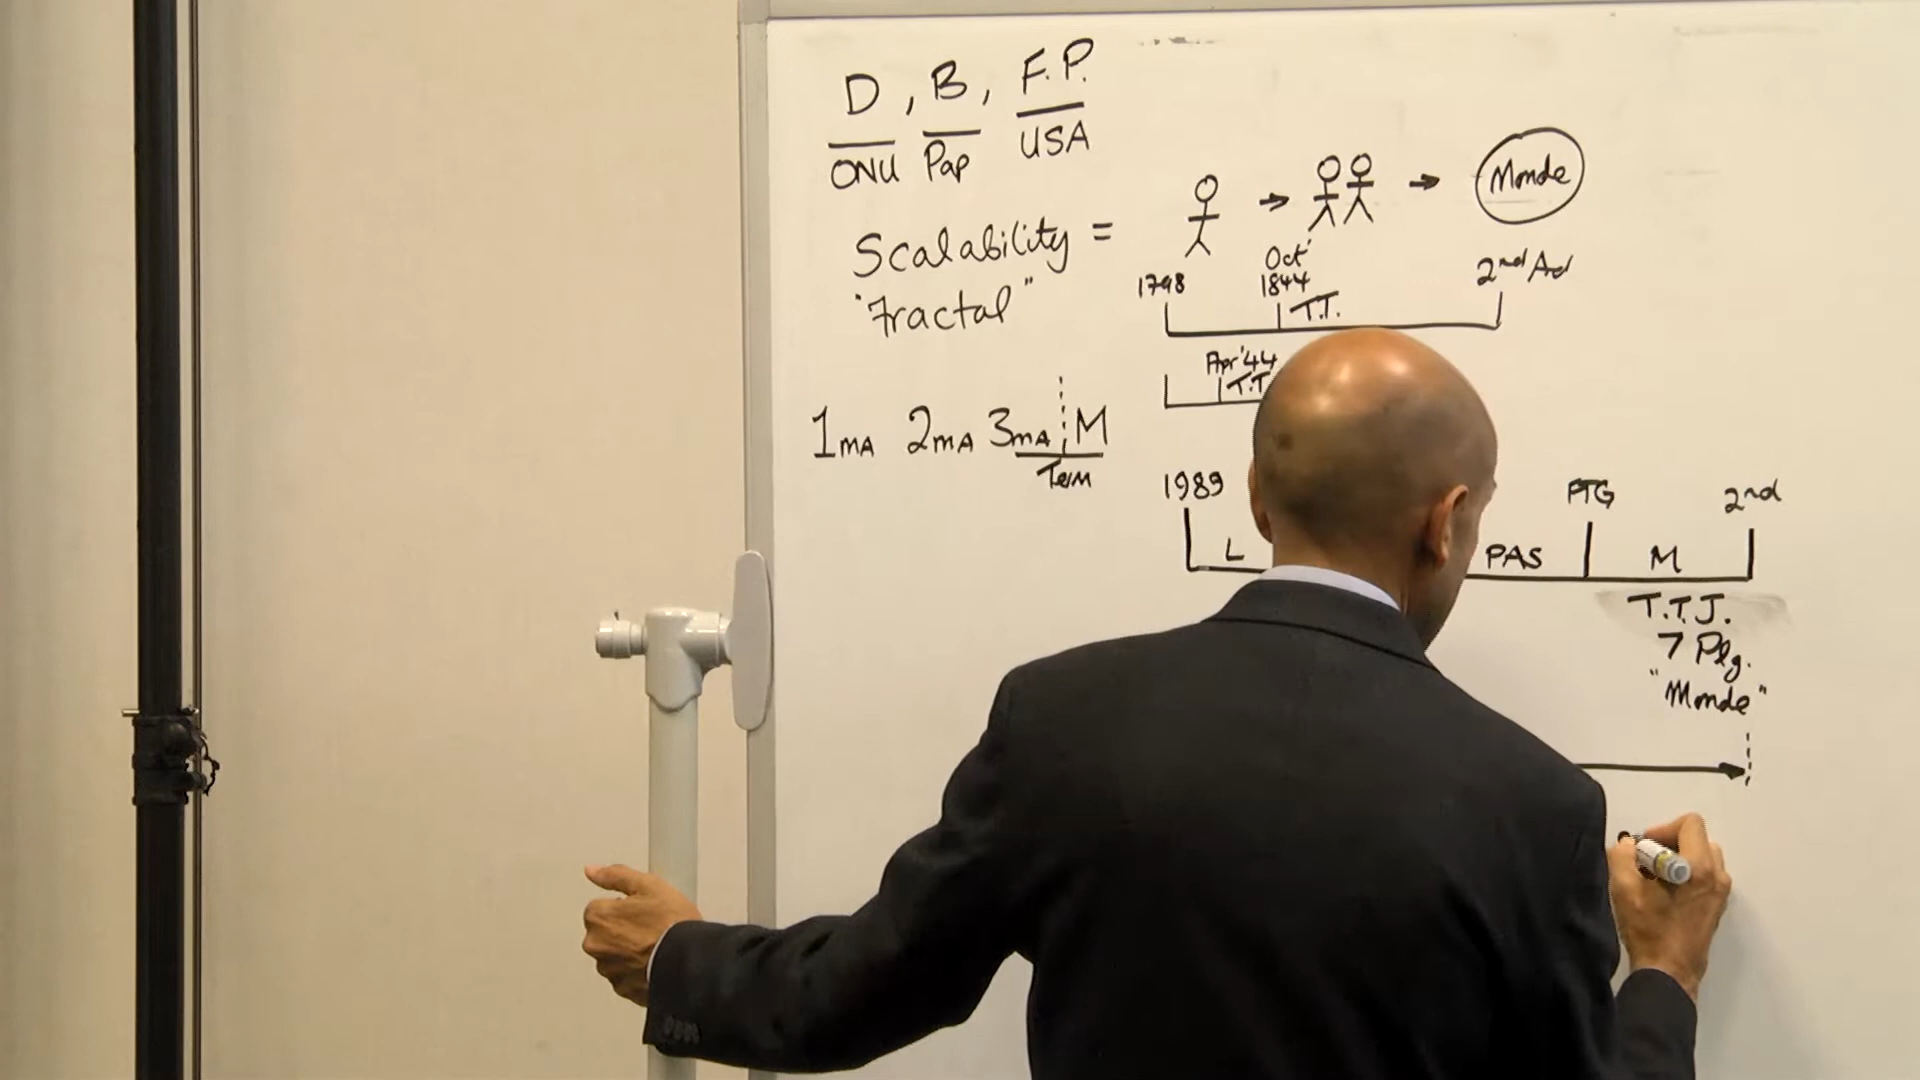 D, B, F.P.
ONU Pap USA
Monde
Scalability =
"Fractal"
Oct'
1798 1844 2nd Ad
T.T.
Apr '44
T.T.
1MA 2MA 3MA M
Term
1989 PTG 2nd
L PAS M
T.T.J.
7 Plg.
"Monde"